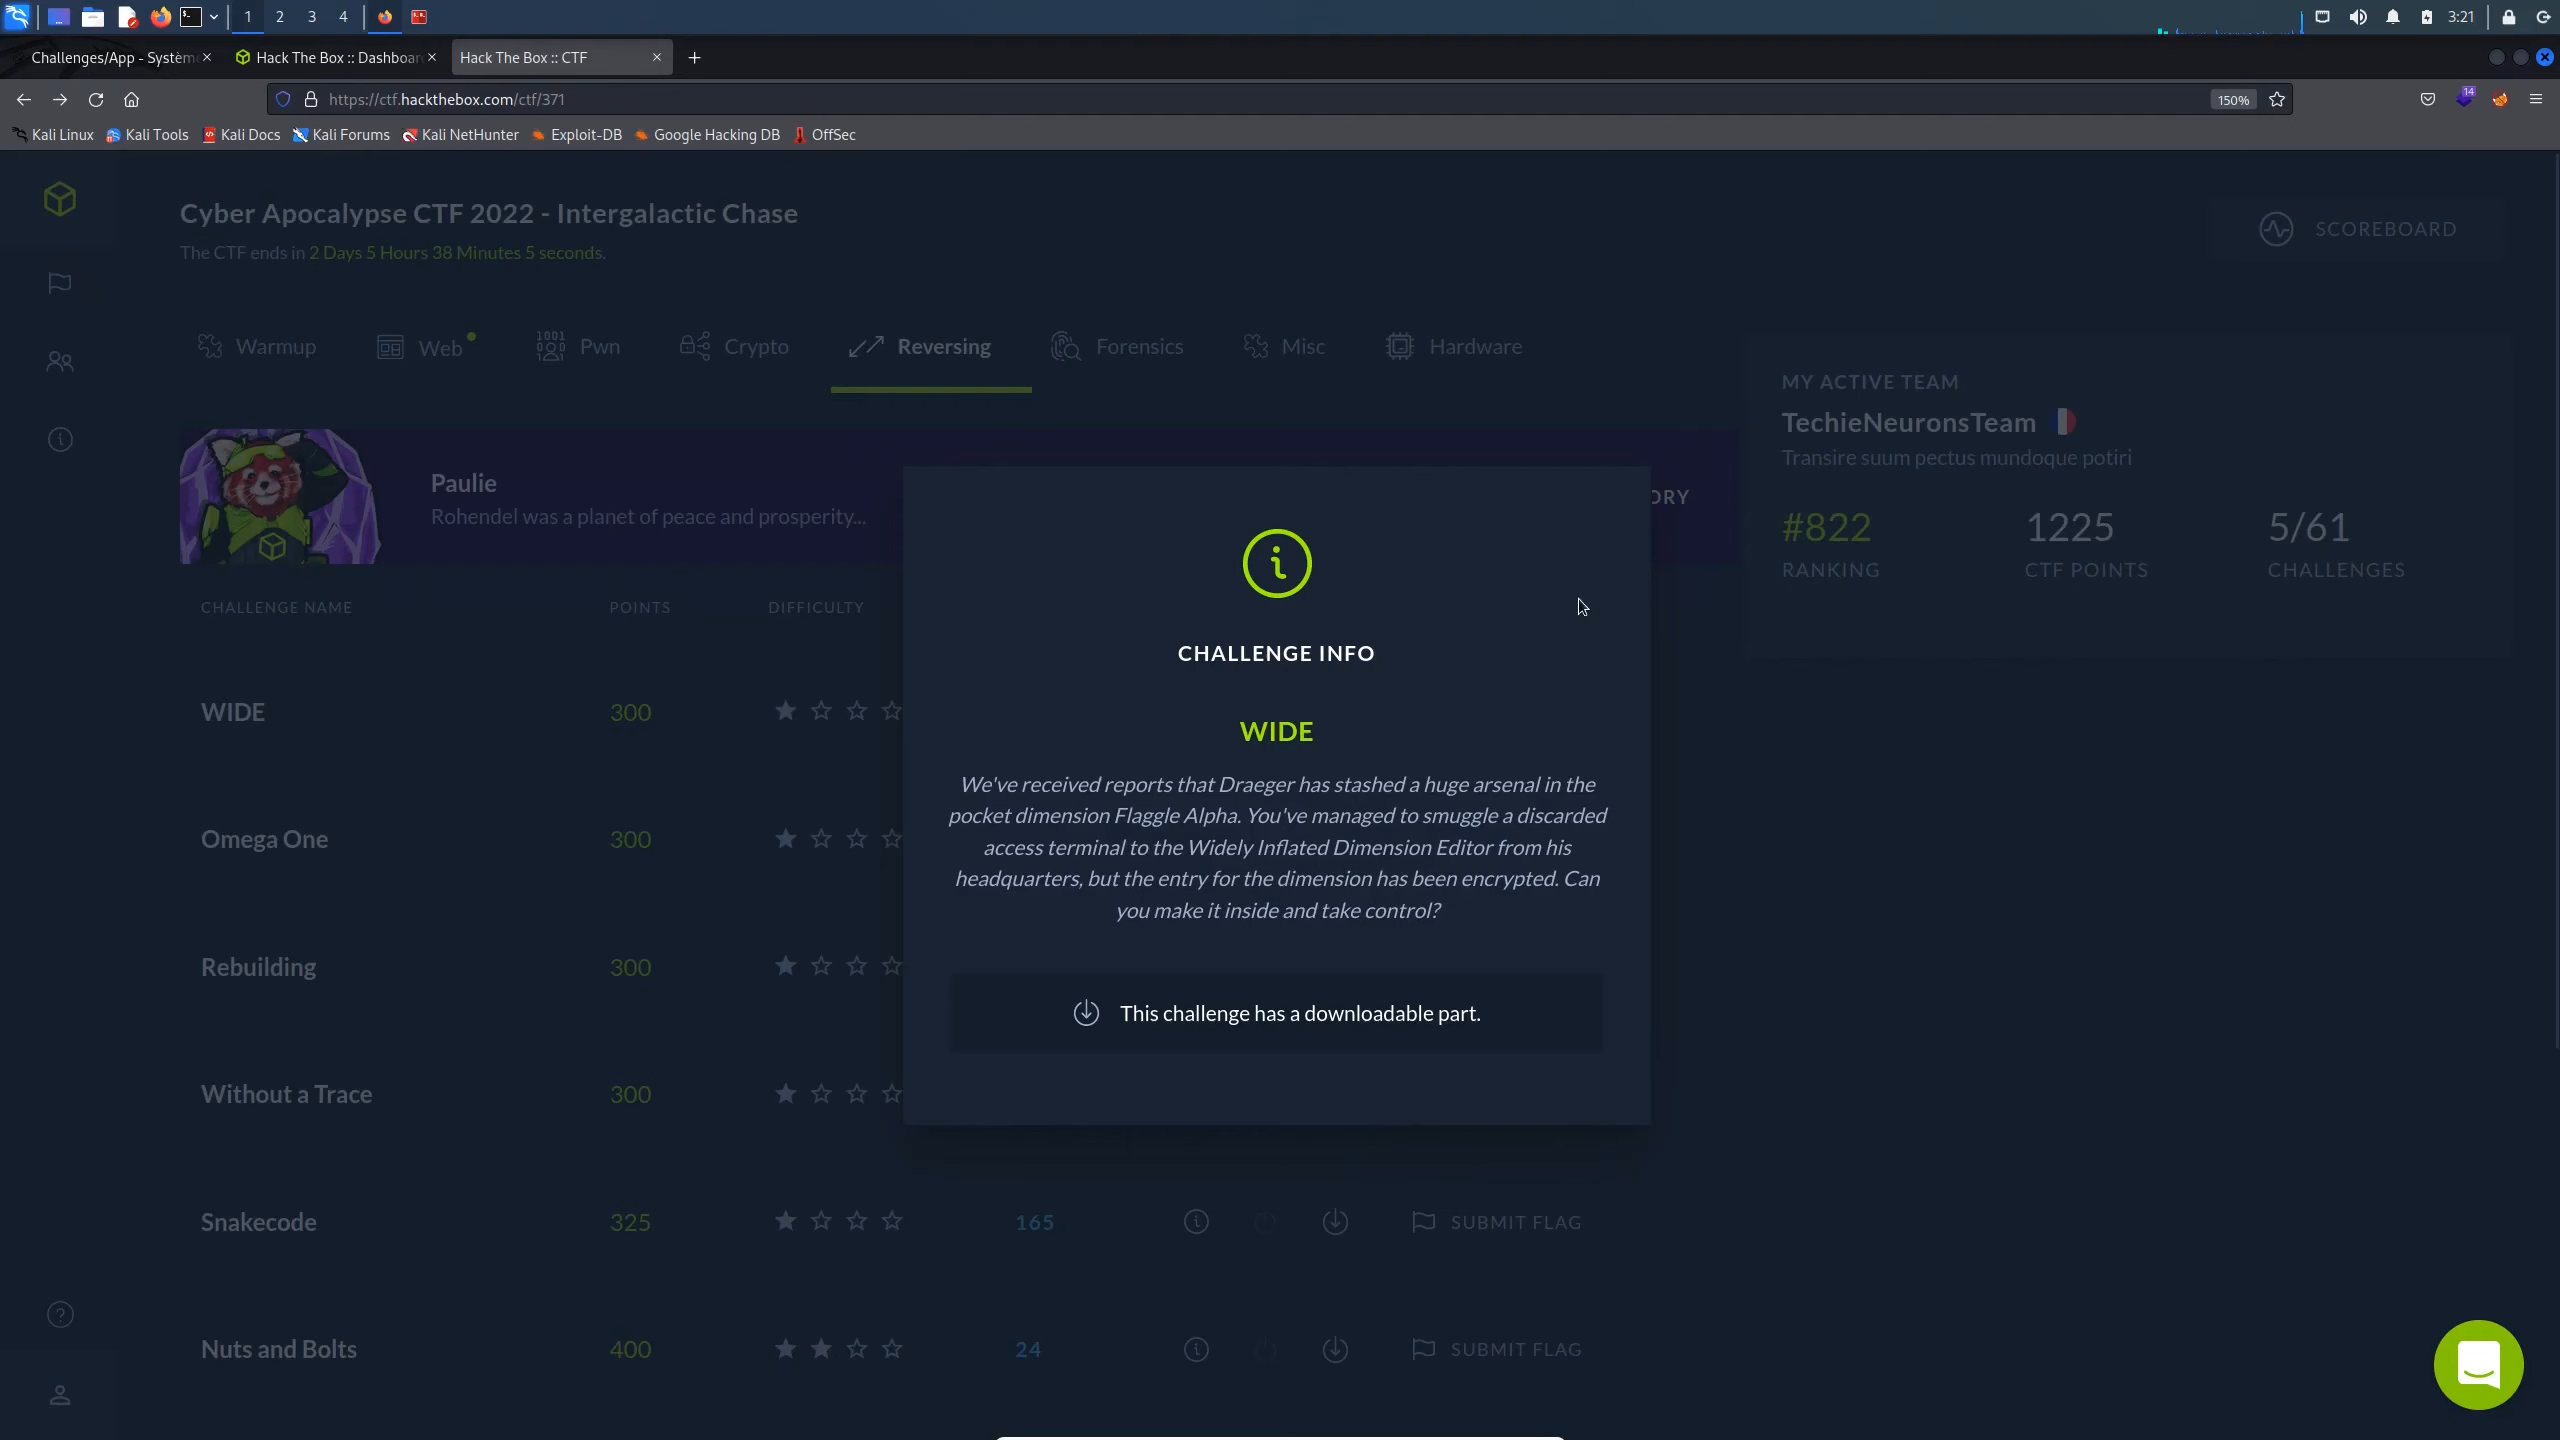 1 2 3 4 3:21
Challenges/App - Systèm
Hack The Box :: Dashboar
Hack The Box :: CTF
https://ctf.hackthebox.com/ctf/371
150%
14
Kali Linux
Kali Tools
Kali Docs
Kali Forums
Kali NetHunter
Exploit-DB
Google Hacking DB
OffSec
Cyber Apocalypse CTF 2022 - Intergalactic Chase
The CTF ends in 2 Days 5 Hours 38 Minutes 5 seconds.
SCOREBOARD
Warmup
Web
Pwn
Crypto
Reversing
Forensics
Misc
Hardware
MY ACTIVE TEAM
TechieNeuronsTeam
Transire suum pectus mundoque potiri
#822
1225
5/61
RANKING
CTF POINTS
CHALLENGES
Paulie
Rohendel was a planet of peace and prosperity...
ORY
CHALLENGE NAME
POINTS
DIFFICULTY
WIDE 300
Omega One 300
Rebuilding 300
Without a Trace 300
Snakecode 325 165 SUBMIT FLAG
Nuts and Bolts 400 24 SUBMIT FLAG
CHALLENGE INFO
WIDE
We've received reports that Draeger has stashed a huge arsenal in the
pocket dimension Flaggle Alpha. You've managed to smuggle a discarded
access terminal to the Widely Inflated Dimension Editor from his
headquarters, but the entry for the dimension has been encrypted. Can
you make it inside and take control?
This challenge has a downloadable part.